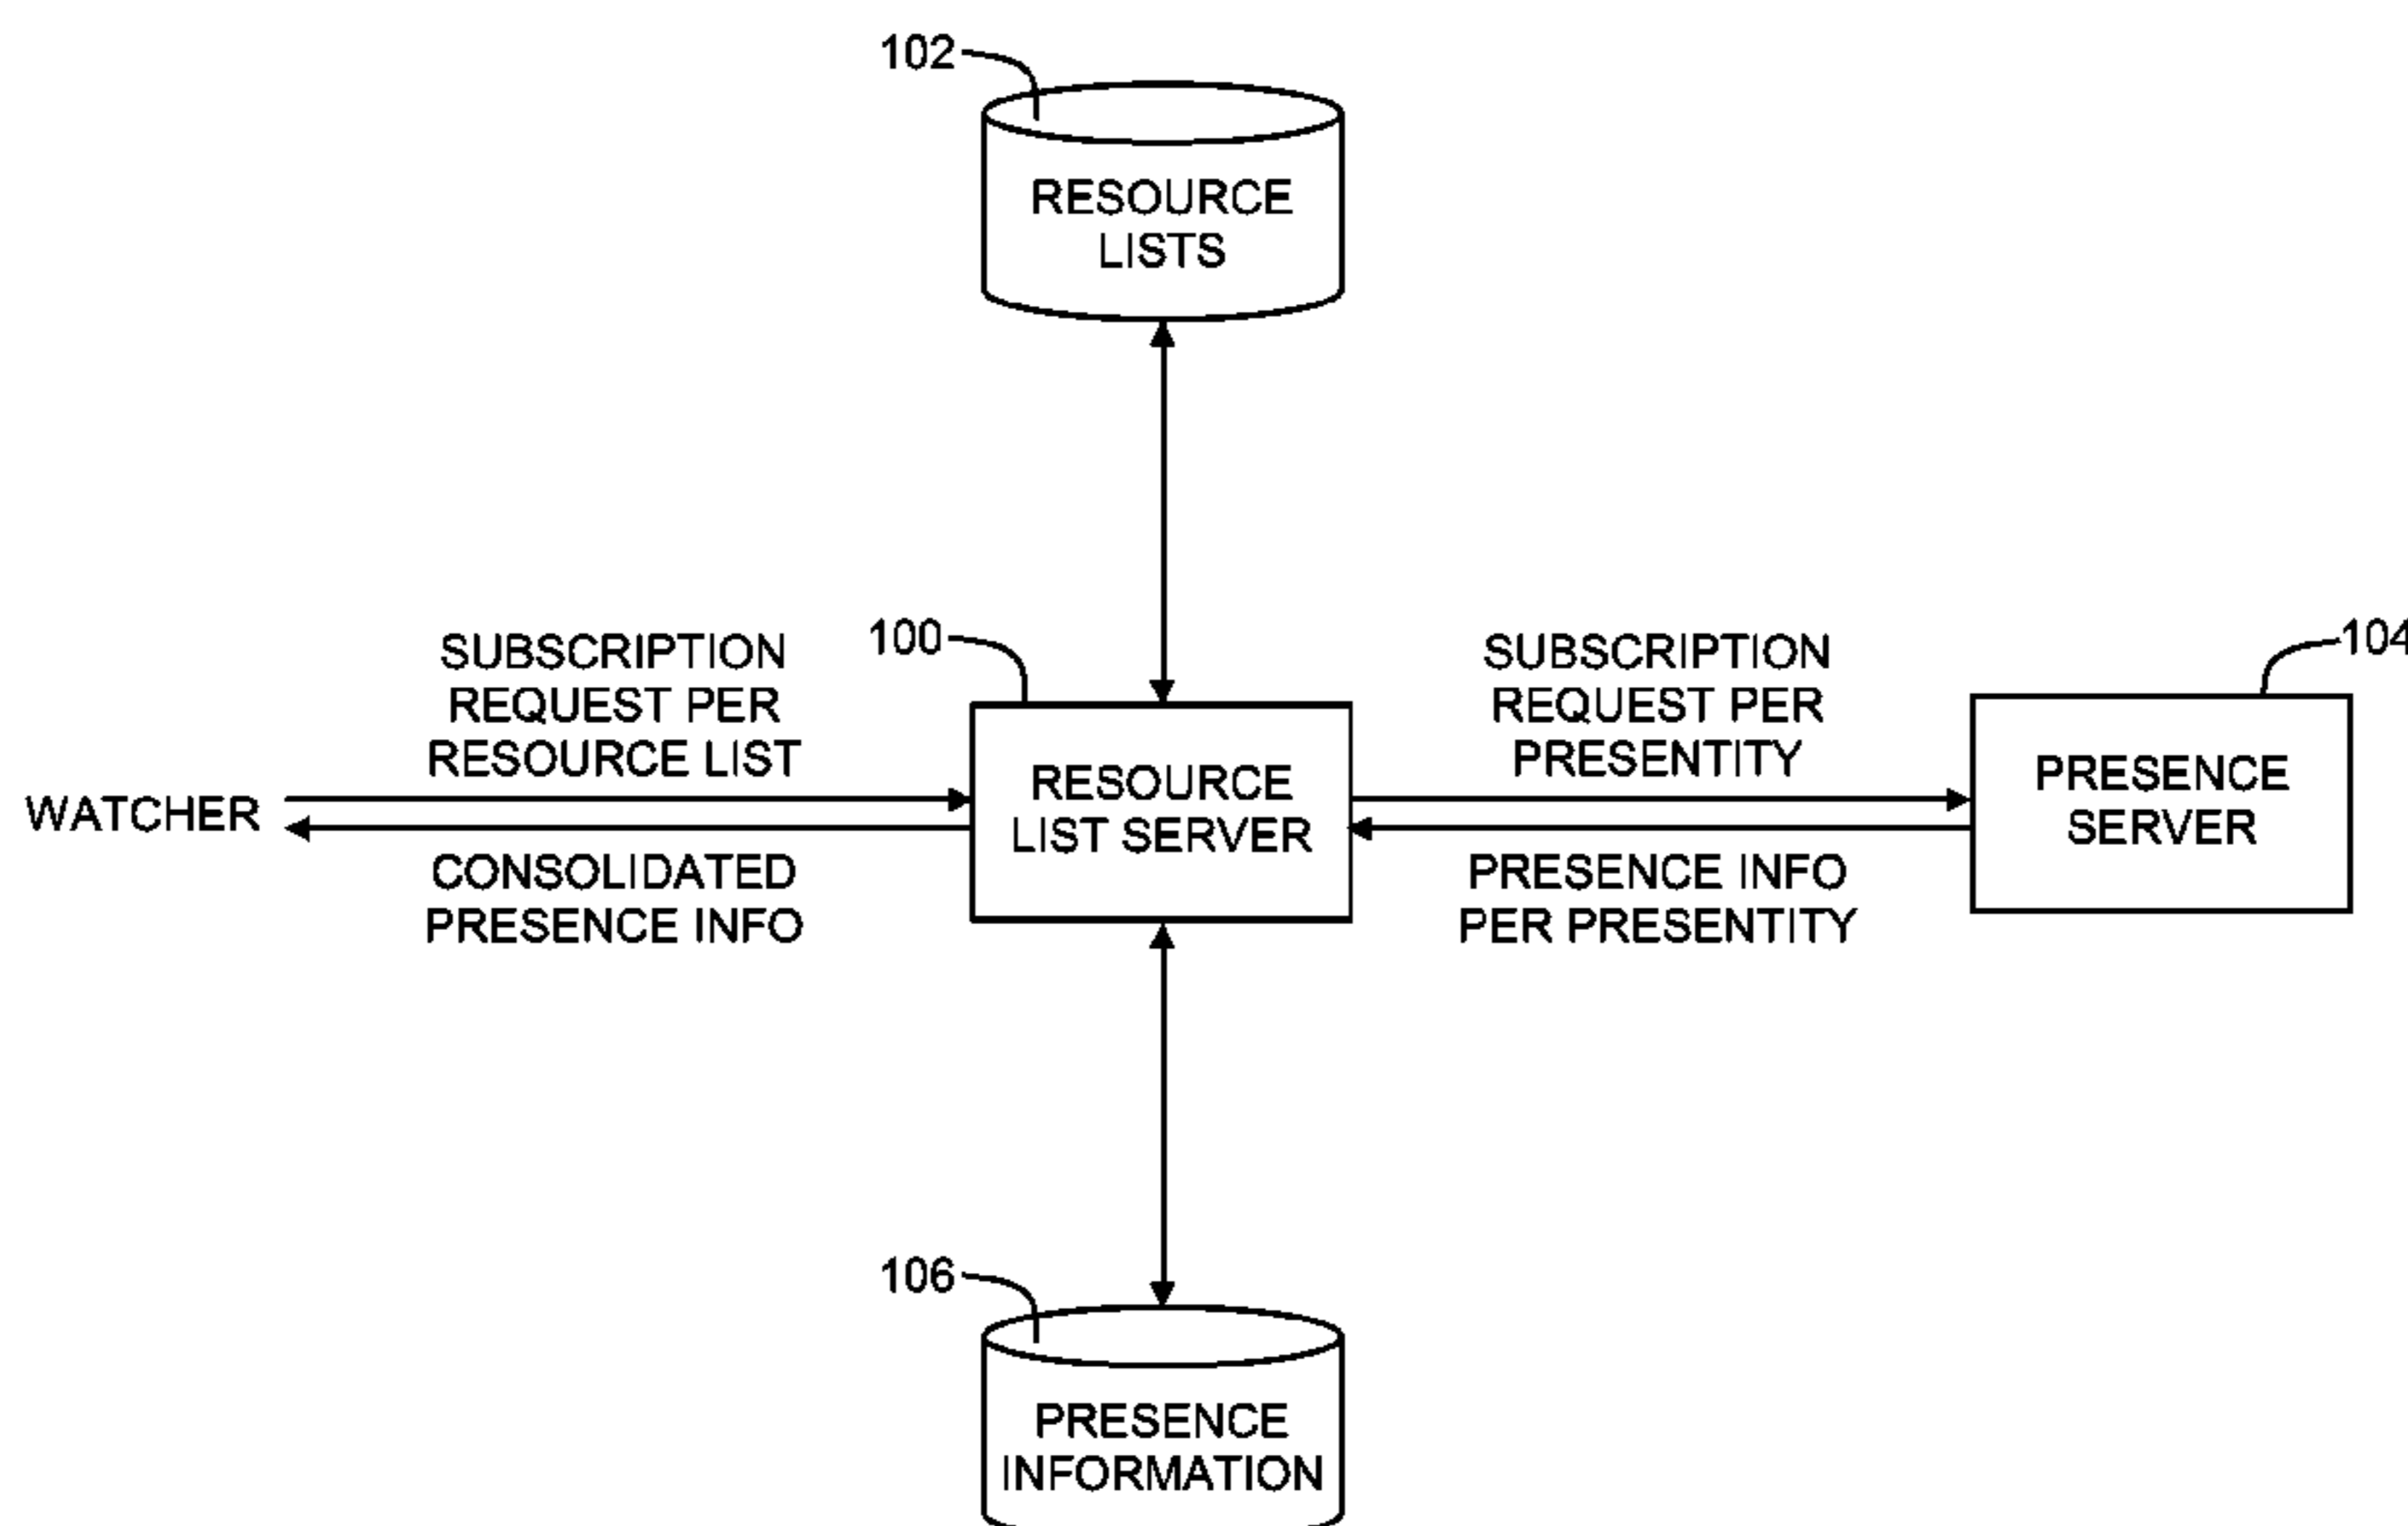 102
RESOURCE
LISTS
SUBSCRIPTION
REQUEST PER
RESOURCE LIST
100
SUBSCRIPTION
REQUEST PER
PRESENTITY
104
WATCHER
RESOURCE
LIST SERVER
PRESENCE
SERVER
CONSOLIDATED
PRESENCE INFO
PRESENCE INFO
PER PRESENTITY
106
PRESENCE
INFORMATION